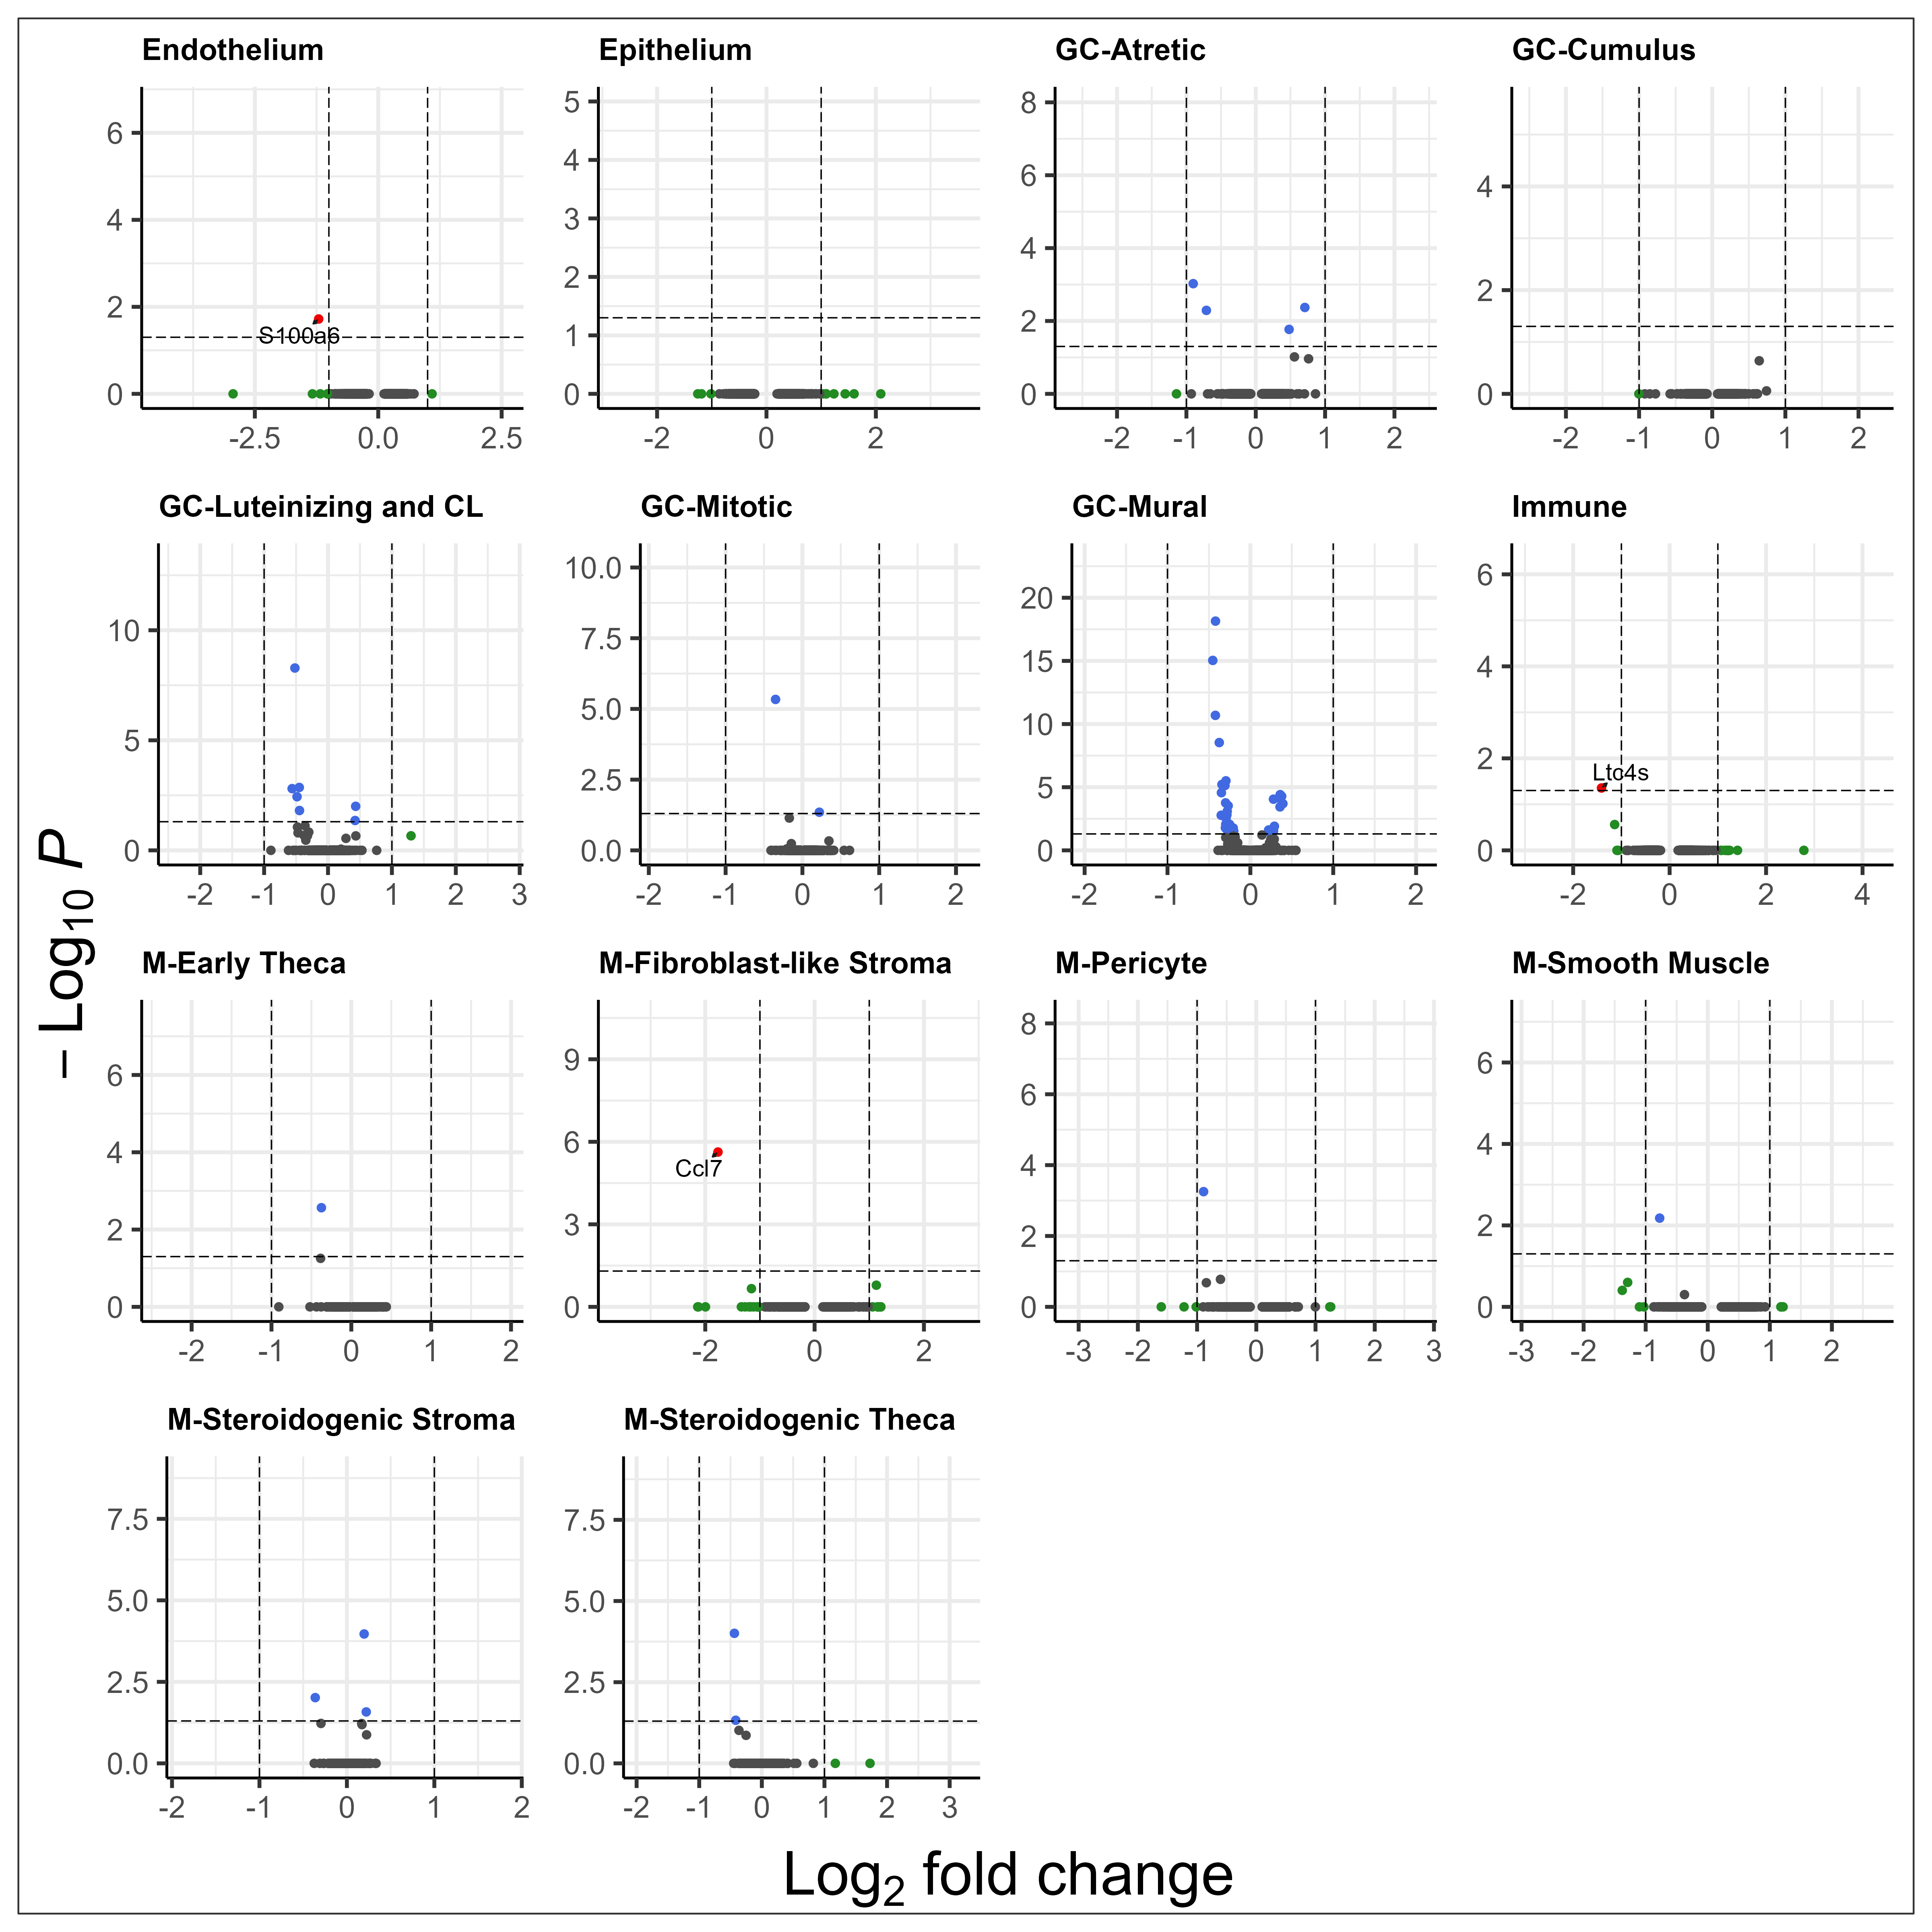 Endothelium
Epithelium
GC-Atretic
GC-Cumulus
6
4
2
0
S100a6
-2.5 0.0 2.5
5
4
3
2
1
0
-2 0 2
8
6
4
2
0
-2 -1 0 1 2
4
2
0
-2 -1 0 1 2
GC-Luteinizing and CL
GC-Mitotic
GC-Mural
Immune
10
5
0
-2 -1 0 1 2 3
10.0
7.5
5.0
2.5
0.0
-2 -1 0 1 2
20
15
10
5
0
-2 -1 0 1 2
6
4
2
0
Ltc4s
-2 0 2 4
− Log10 P
M-Early Theca
M-Fibroblast-like Stroma
M-Pericyte
M-Smooth Muscle
6
4
2
0
-2 -1 0 1 2
9
6
3
0
Ccl7
-2 0 2
8
6
4
2
0
-3 -2 -1 0 1 2 3
6
4
2
0
-3 -2 -1 0 1 2
M-Steroidogenic Stroma
M-Steroidogenic Theca
7.5
5.0
2.5
0.0
-2 -1 0 1 2
7.5
5.0
2.5
0.0
-2 -1 0 1 2 3
Log2 fold change